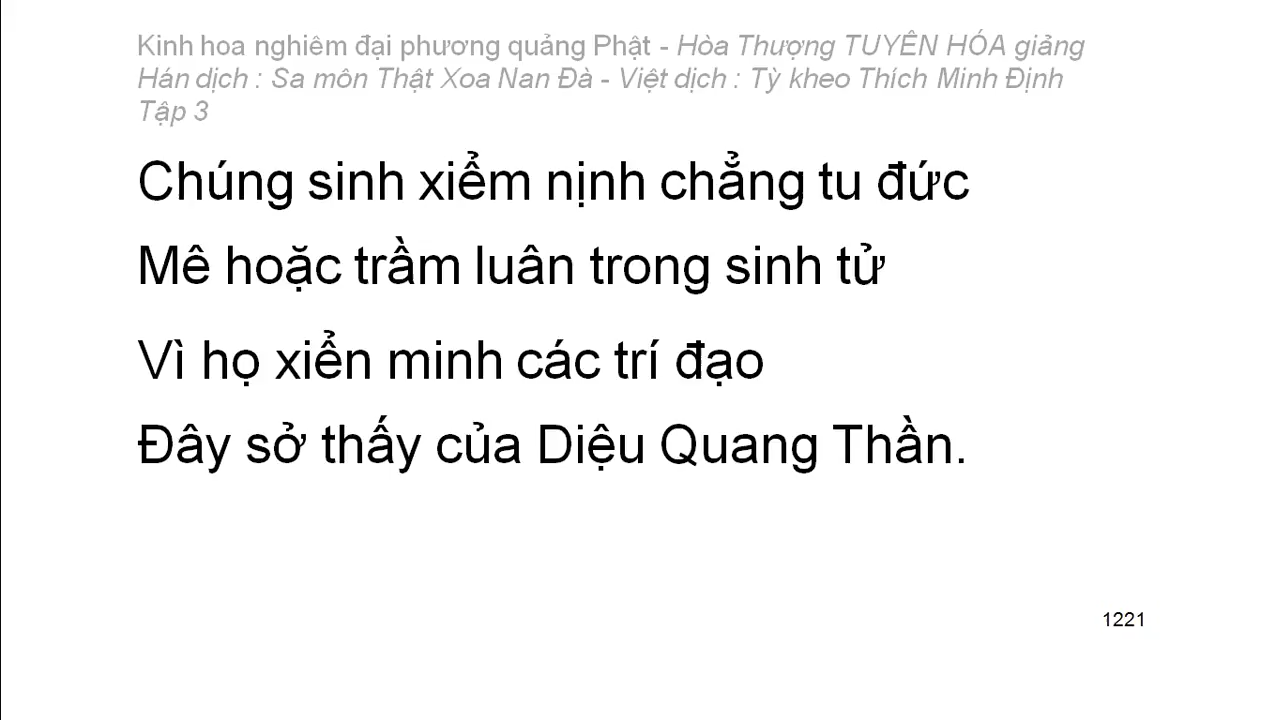 Kinh hoa nghiêm đại phương quảng Phật - Hòa Thượng TUYÊN HÓA giảng
Hán dịch : Sa môn Thật Xoa Nan Đà - Việt dịch : Tỳ kheo Thích Minh Định
Tập 3
Chúng sinh xiểm nịnh chẳng tu đức
Mê hoặc trầm luân trong sinh tử
Vì họ xiển minh các trí đạo
Đây sở thấy của Diệu Quang Thần.
1221